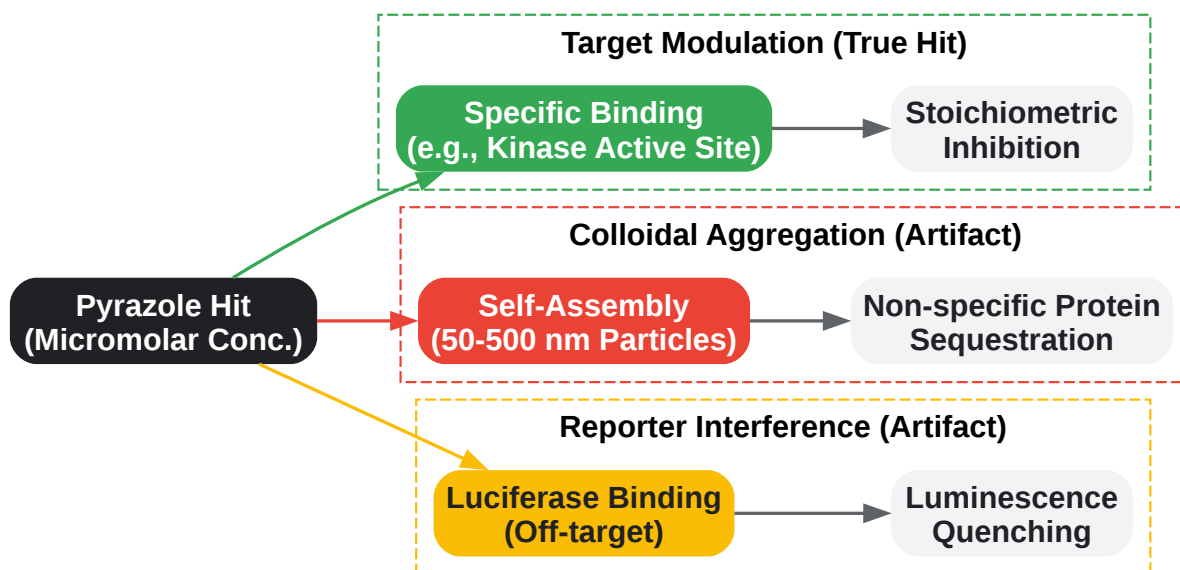 Target Modulation (True Hit)
Specific Binding
(e.g., Kinase Active Site)
Stoichiometric
Inhibition
Colloidal Aggregation (Artifact)
Pyrazole Hit
(Micromolar Conc.)
Self-Assembly
(50-500 nm Particles)
Non-specific Protein
Sequestration
Reporter Interference (Artifact)
Luciferase Binding
(Off-target)
Luminescence
Quenching